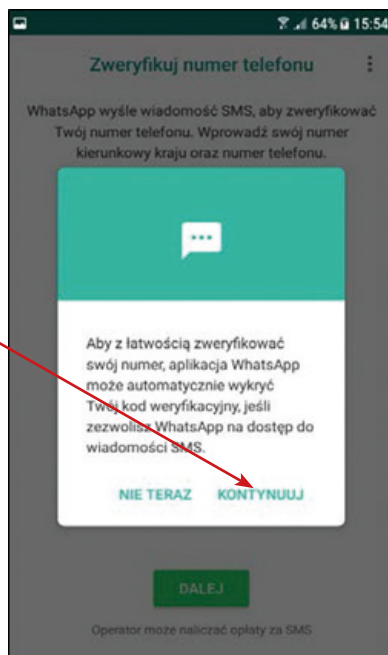 64% 15:54
Zweryfikuj numer telefonu
WhatsApp wyśle wiadomość SMS, aby zweryfikować
Twój numer telefonu. Wprowadź swój numer
kierunkowy kraju oraz numer telefonu.
Aby z łatwością zweryfikować
swój numer, aplikacja WhatsApp
może automatycznie wykryć
Twój kod weryfikacyjny, jeśli
zezwolisz WhatsApp na dostęp do
wiadomości SMS.
NIE TERAZ KONTYNUUJ
DALEJ
Operator może naliczać opłaty za SMS